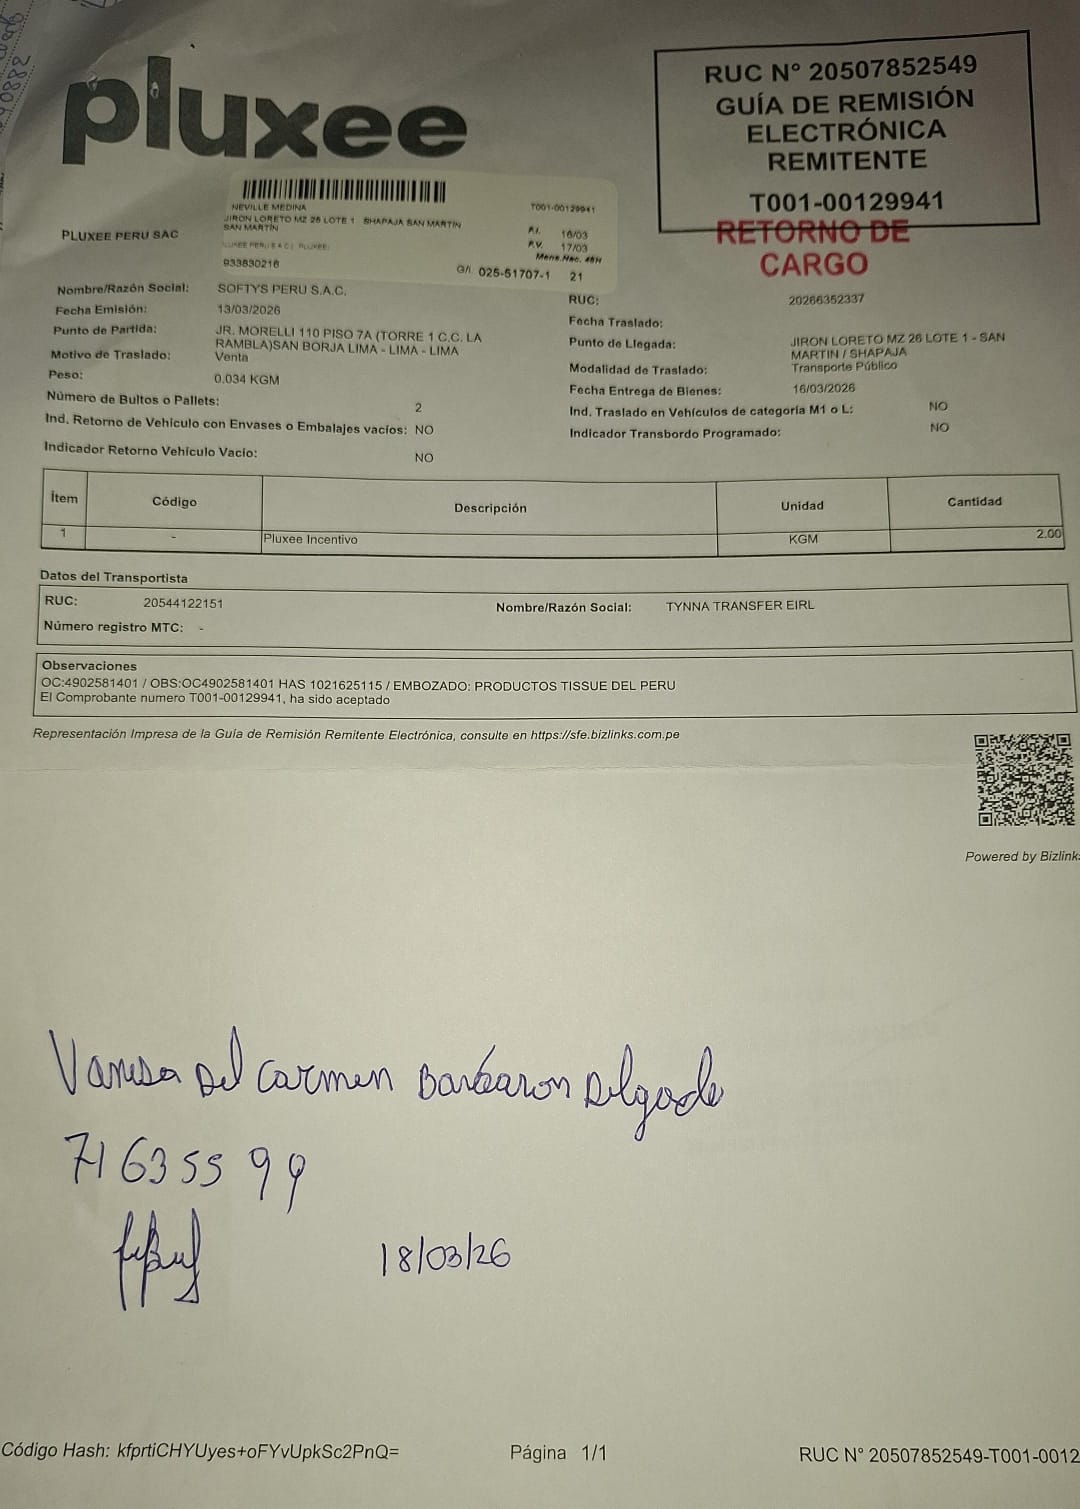 pluxee
RUC N° 20507852549
GUÍA DE REMISIÓN
ELECTRÓNICA
REMITENTE
T001-00129941
RETORNO DE
CARGO
PLUXEE PERU SAC
NEVILLE MEDINA
JIRON LORETO MZ 26 LOTE 1 SHAPAJA SAN MARTIN
SAN MARTIN
933830216
T001-00129941
16/03
17/03
025-51707-1 21
Nombre/Razón Social: SOFTYS PERU S.A.C.
Fecha Emisión: 13/03/2026
Punto de Partida: JR. MORELLI 110 PISO 7A (TORRE 1 C.C. LA
RAMBLA)SAN BORJA LIMA - LIMA - LIMA
Motivo de Traslado: Venta
Peso: 0.034 KGM
Número de Bultos o Pallets: 2
Ind. Retorno de Vehículo con Envases o Embalajes vacíos: NO
Indicador Retorno Vehículo Vacío: NO
RUC: 20266352337
Fecha Traslado:
Punto de Llegada: JIRON LORETO MZ 26 LOTE 1 - SAN
MARTIN / SHAPAJA
Modalidad de Traslado: Transporte Público
Fecha Entrega de Bienes: 16/03/2026
Ind. Traslado en Vehículos de categoría M1 o L: NO
Indicador Transbordo Programado: NO
Ítem Código Descripción Unidad Cantidad
1 - Pluxee Incentivo KGM 2.00
Datos del Transportista
RUC: 20544122151 Nombre/Razón Social: TYNNA TRANSFER EIRL
Número registro MTC: -
Observaciones
OC:4902581401 / OBS:OC4902581401 HAS 1021625115 / EMBOZADO: PRODUCTOS TISSUE DEL PERU
El Comprobante numero T001-00129941, ha sido aceptado
Representación Impresa de la Guía de Remisión Remitente Electrónica, consulte en https://sfe.bizlinks.com.pe
Powered by Bizlink
Vanesa Del Carmen Barbaron Delgado
71635599
18/03/26
Código Hash: kfprtiCHYUyes+oFYvUpkSc2PnQ= Página 1/1 RUC N° 20507852549-T001-0012